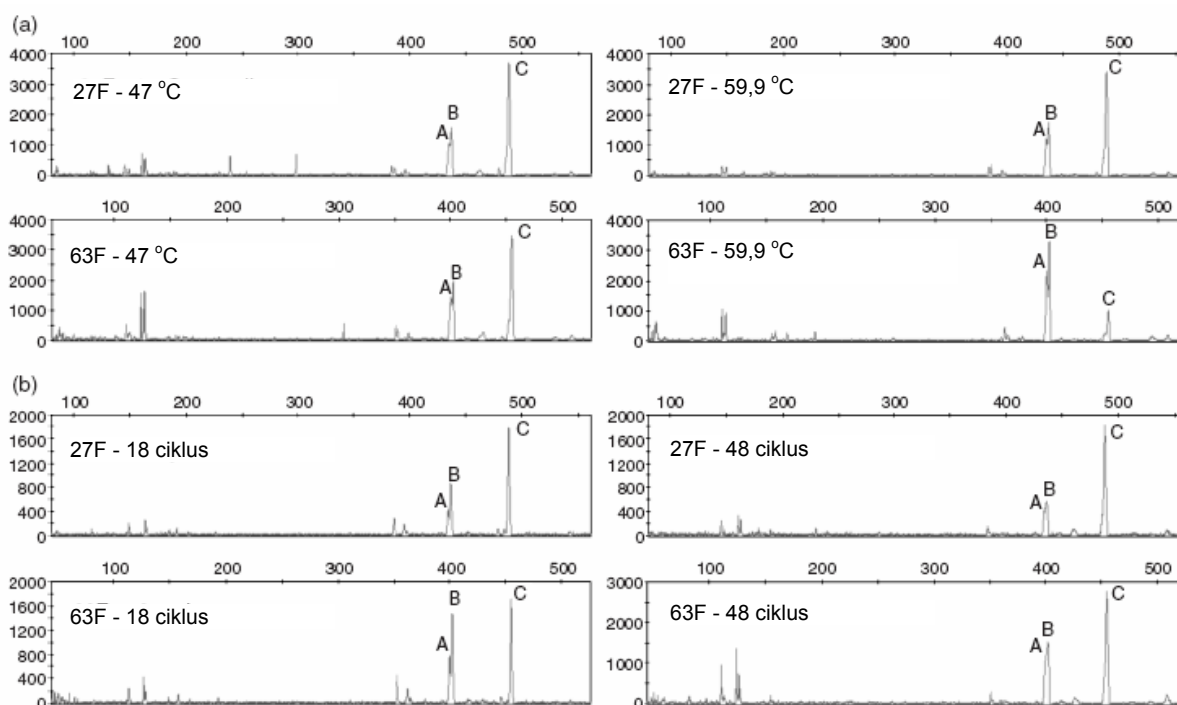 (a)
100 200 300 400 500
4000
3000
2000
1000
0
27F - 47 °C
A
B
C
100 200 300 400 500
4000
3000
2000
1000
0
27F - 59,9 °C
A
B
C
100 200 300 400 500
4000
3000
2000
1000
0
63F - 47 °C
A
B
C
100 200 300 400 500
4000
3000
2000
1000
0
63F - 59,9 °C
A
B
C
(b)
100 200 300 400 500
2000
1600
1200
800
400
0
27F - 18 ciklus
A
B
C
100 200 300 400 500
2000
1600
1200
800
400
0
27F - 48 ciklus
A
B
C
100 200 300 400 500
2000
1600
1200
800
400
0
63F - 18 ciklus
A
B
C
100 200 300 400 500
3000
2000
1000
0
63F - 48 ciklus
A
B
C